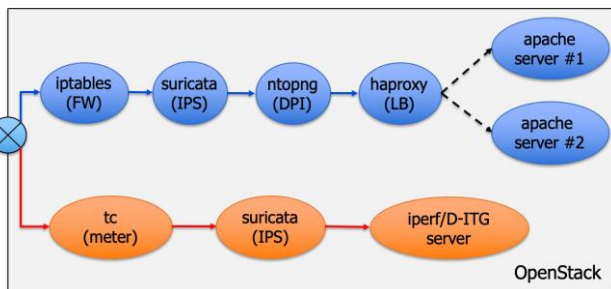 apache
server #1
iptables
(FW)
suricata
(IPS)
ntopng
(DPI)
haproxy
(LB)
apache
server #2
tc
(meter)
suricata
(IPS)
iperf/D-ITG
server
OpenStack